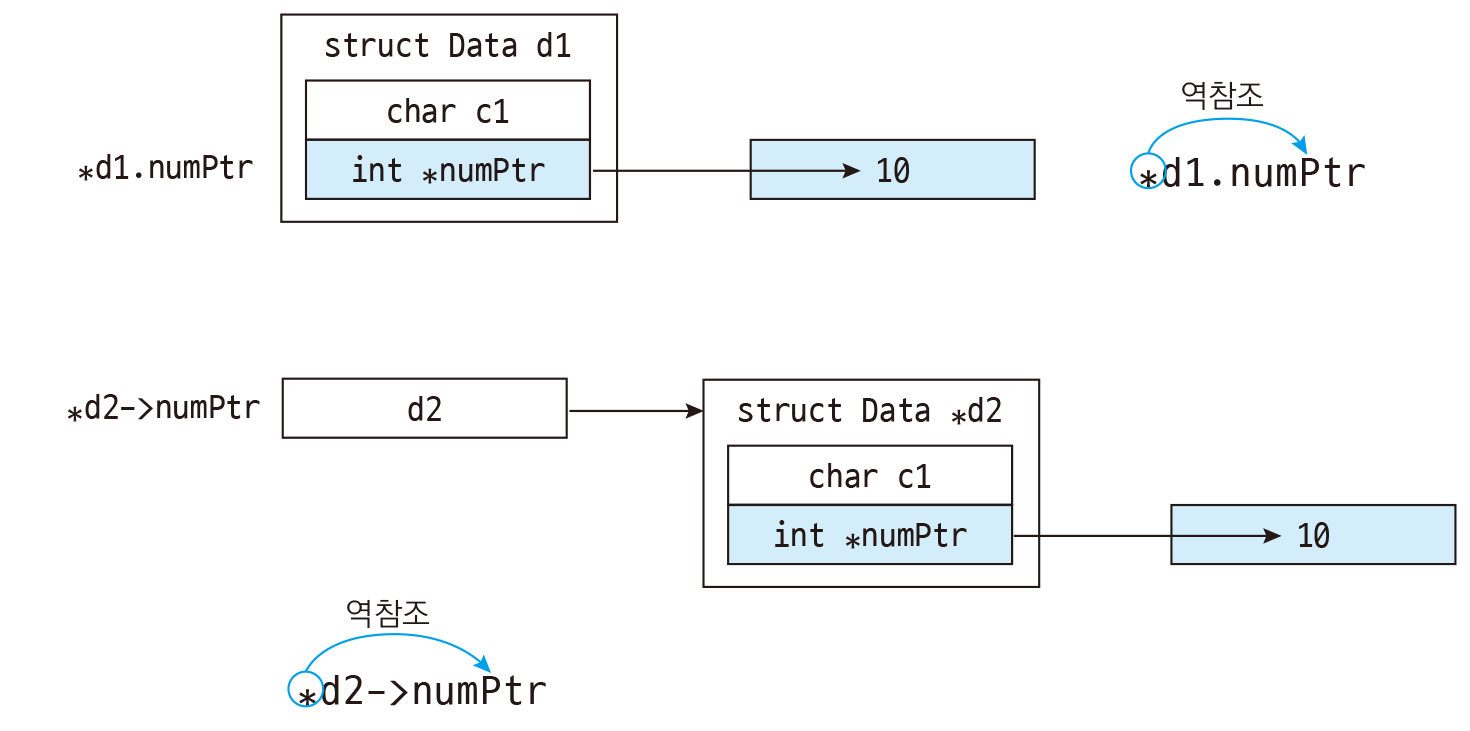 struct Data d1
char c1
*d1.numPtr
int *numPtr
10
역참조
*d1.numPtr
*d2->numPtr
d2
struct Data *d2
char c1
int *numPtr
10
역참조
*d2->numPtr